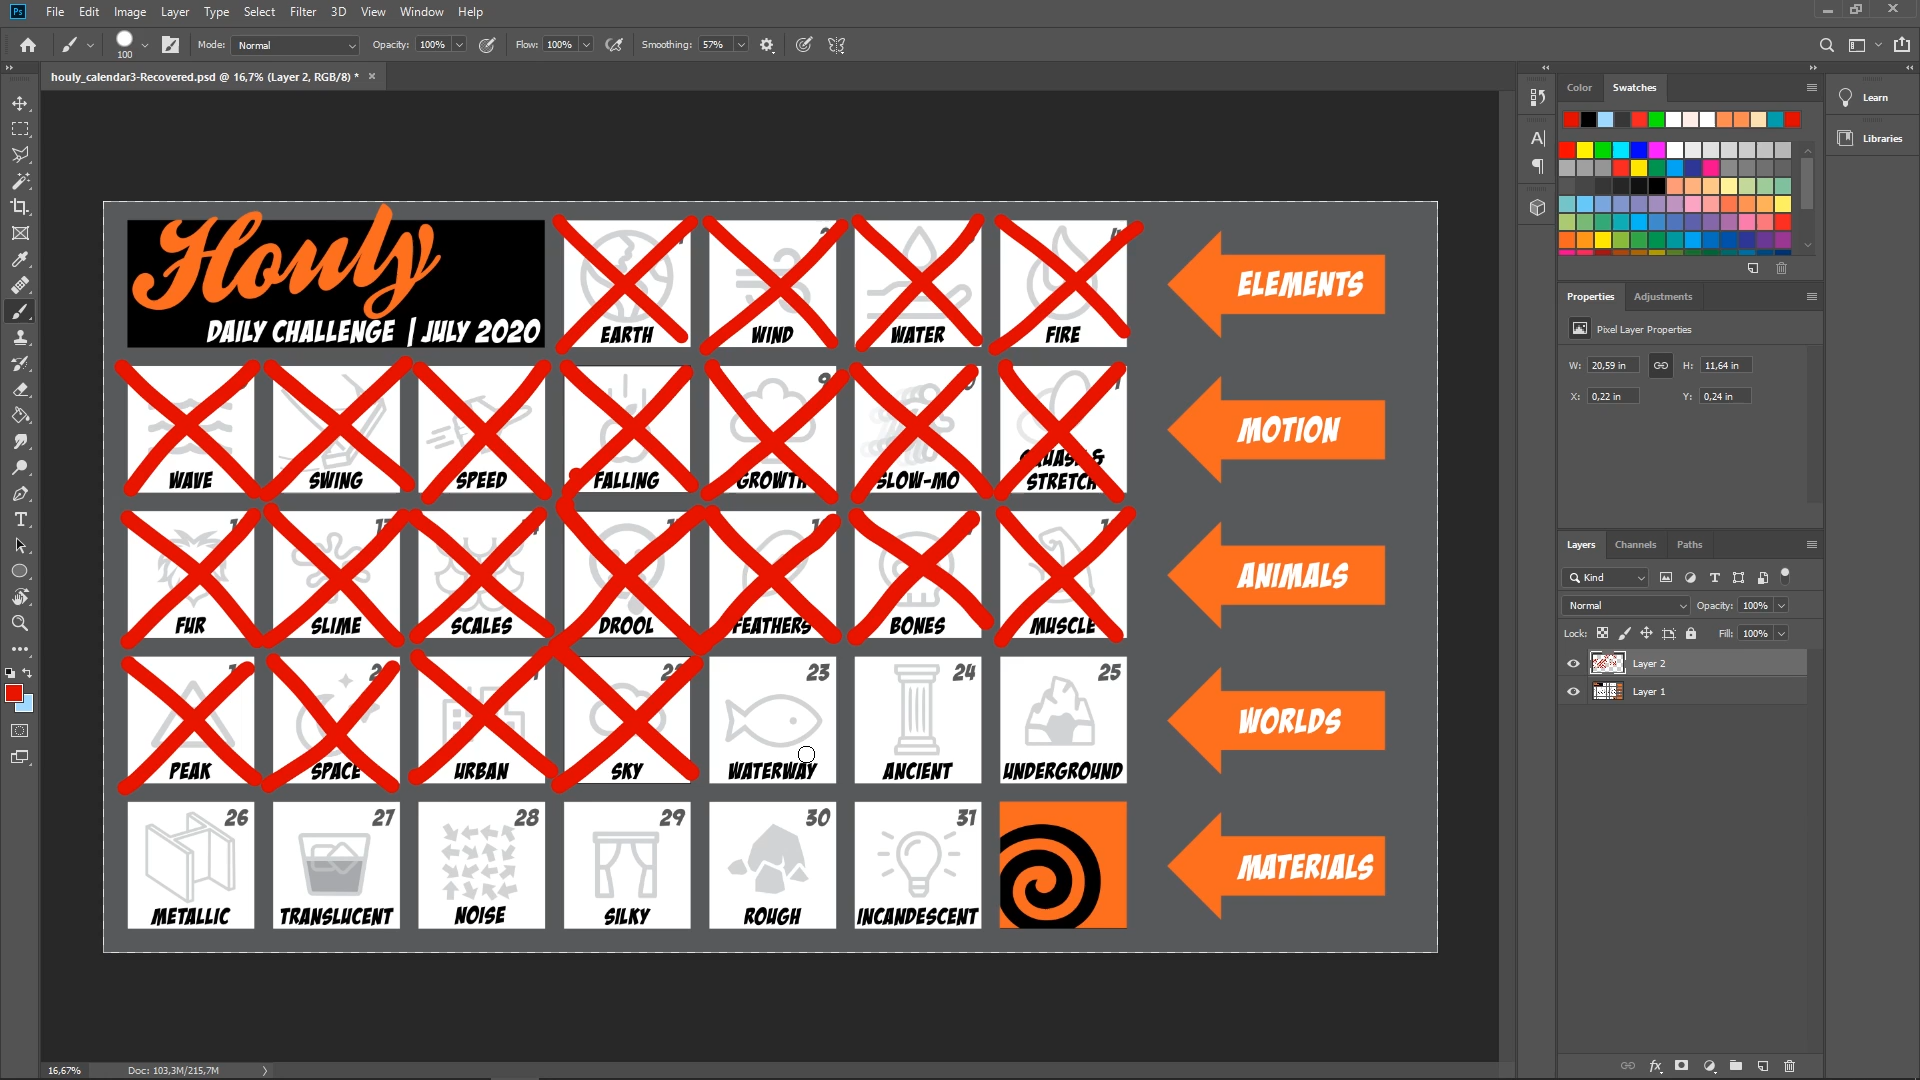 Ps File Edit Image Layer Type Select Filter 3D View Window Help
100 Mode: Normal Opacity: 100% Flow: 100% Smoothing: 57%
houly_calendar3-Recovered.psd @ 16,7% (Layer 2, RGB/8) *
Houly
DAILY CHALLENGE | JULY 2020
EARTH WIND WATER FIRE
ELEMENTS
WAVE SWING SPEED FALLING GROWTH SLOW-MO SQUASH &
STRETCH
MOTION
FUR SLIME SCALES DROOL FEATHERS BONES MUSCLE
ANIMALS
23 24 25
PEAK SPACE URBAN SKY WATERWAY ANCIENT UNDERGROUND
WORLDS
26 27 28 29 30 31
METALLIC TRANSLUCENT NOISE SILKY ROUGH INCANDESCENT
MATERIALS
16,67% Doc: 103,3M/215,7M
Color Swatches
Properties Adjustments
Pixel Layer Properties
W: 20,59 in H: 11,64 in
X: 0,22 in Y: 0,24 in
Layers Channels Paths
Kind
Normal Opacity: 100%
Lock: Fill: 100%
Layer 2
Layer 1
fx
Learn
Libraries